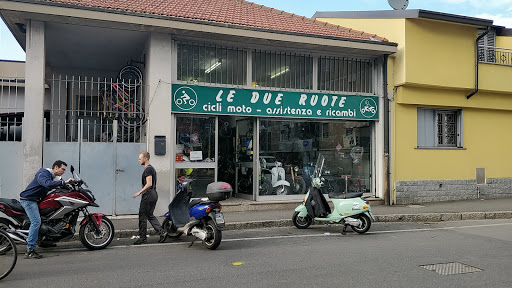 LE DUE RUOTE
cicli moto - assistenza e ricambi